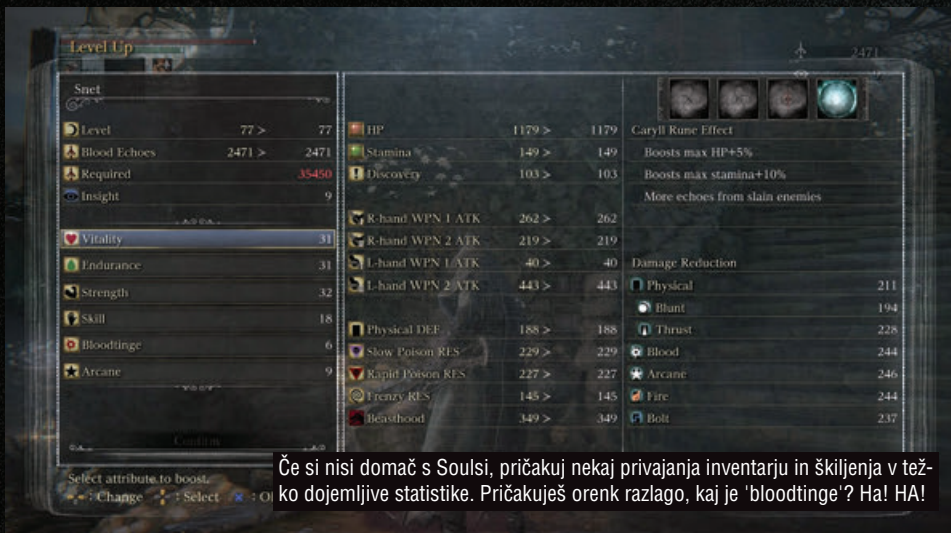 Level Up
2471
Snet
Level 77 > 77
Blood Echoes 2471 > 2471
Required 35450
Insight 9
Vitality 31
Endurance 31
Strength 32
Skill 18
Bloodtinge 6
Arcane 9
Confirm
HP 1179 > 1179
Stamina 149 > 149
Discovery 103 > 103
R-hand WPN 1 ATK 262 > 262
R-hand WPN 2 ATK 219 > 219
L-hand WPN 1 ATK 40 > 40
L-hand WPN 2 ATK 443 > 443
Physical DEF 188 > 188
Slow Poison RES 229 > 229
Rapid Poison RES 227 > 227
Frenzy RES 145 > 145
Beasthood 349 > 349
Caryll Rune Effect
Boosts max HP+5%
Boosts max stamina+10%
More echoes from slain enemies
Damage Reduction
Physical 211
Blunt 194
Thrust 228
Blood 244
Arcane 246
Fire 244
Bolt 237
Select attribute to boost.
: Change : Select
Če si nisi domač s Soulsi, pričakuj nekaj privajanja inventarju in škiljenja v tež-
ko dojemljive statistike. Pričakuješ orenk razlago, kaj je 'bloodtinge'? Ha! HA!